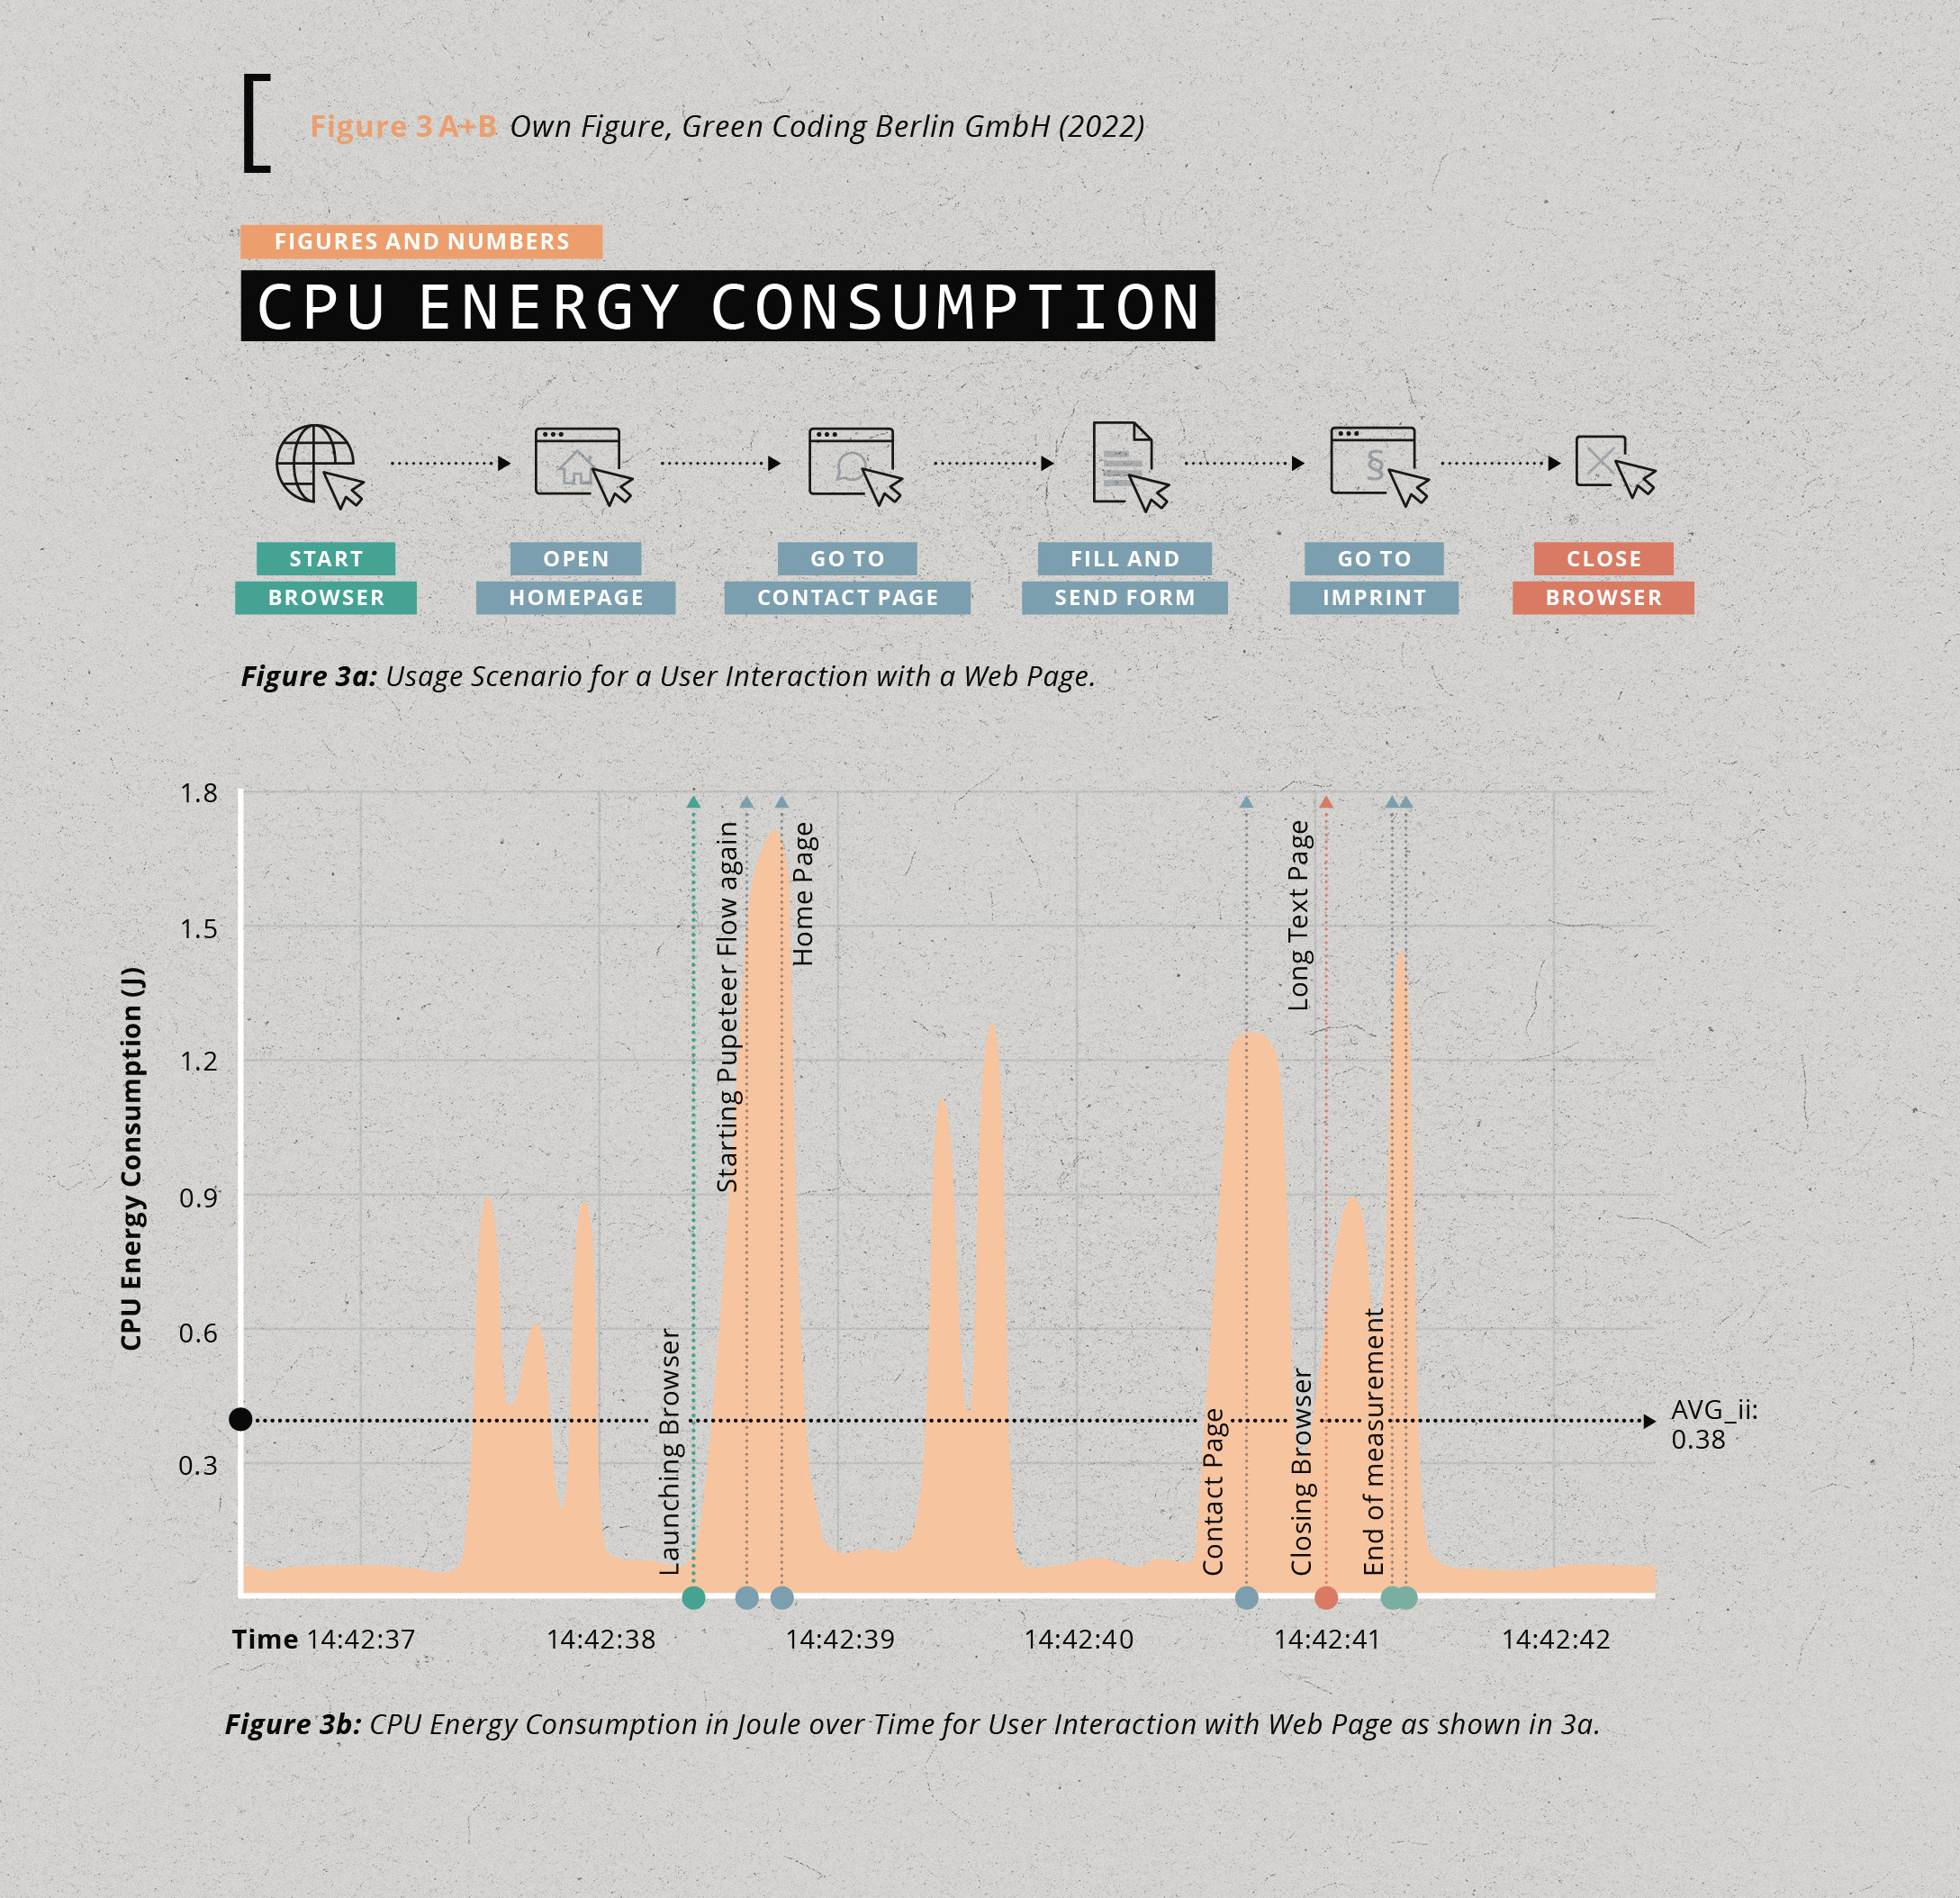 Figure 3 A+B Own Figure, Green Coding Berlin GmbH (2022)
FIGURES AND NUMBERS
CPU ENERGY CONSUMPTION
START
BROWSER
OPEN
HOMEPAGE
GO TO
CONTACT PAGE
§
FILL AND
SEND FORM
GO TO
IMPRINT
CLOSE
BROWSER
Figure 3a: Usage Scenario for a User Interaction with a Web Page.
CPU Energy Consumption (J)
1.8
1.5
1.2
0.9
0.6
0.3
Launching Browser
Starting Pupeteer Flow again
Home Page
Contact Page
Long Text Page
Closing Browser
End of measurement
AVG_ii:
0.38
Time 14:42:37 14:42:38 14:42:39 14:42:40 14:42:41 14:42:42
Figure 3b: CPU Energy Consumption in Joule over Time for User Interaction with Web Page as shown in 3a.